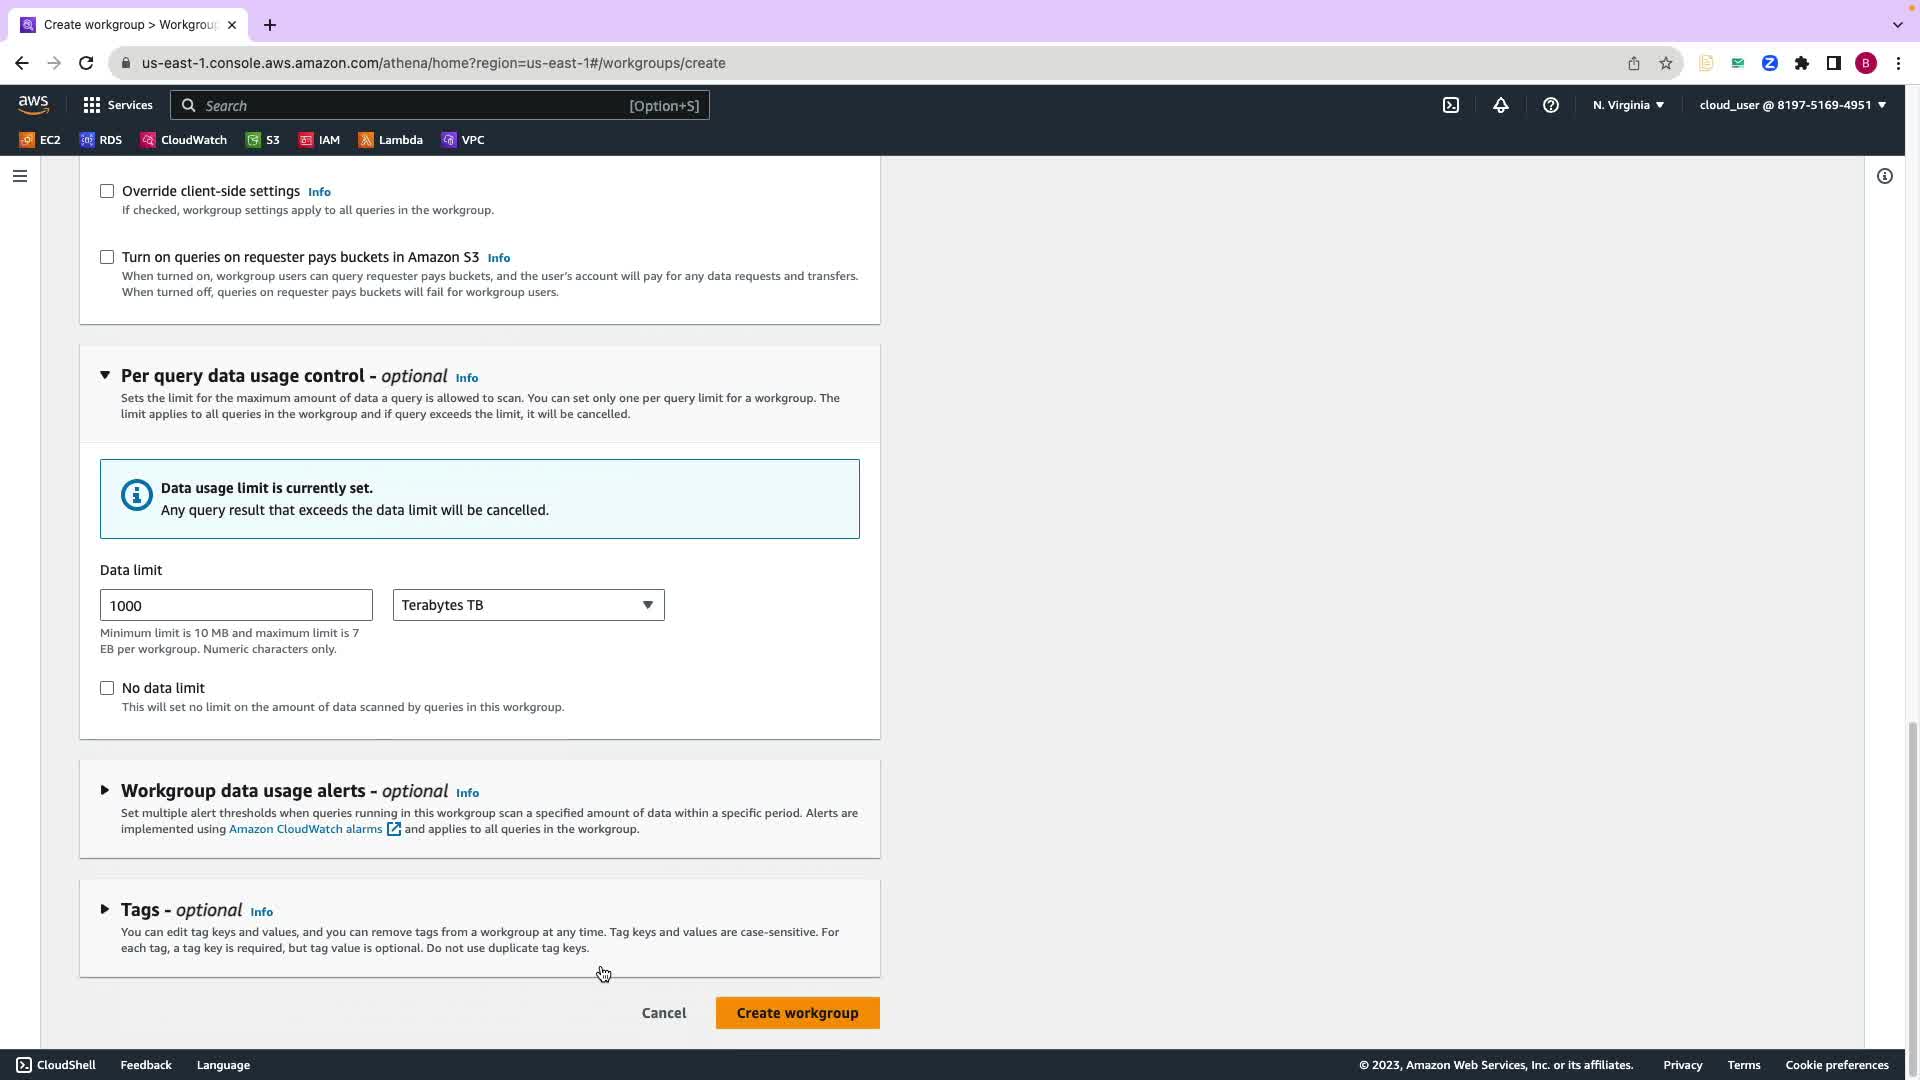 Create workgroup > Workgroup
us-east-1.console.aws.amazon.com/athena/home?region=us-east-1#/workgroups/create
B
aws
Services
Search
[Option+S]
N. Virginia
cloud_user @ 8197-5169-4951
EC2
RDS
CloudWatch
S3
IAM
Lambda
VPC
Override client-side settings Info
If checked, workgroup settings apply to all queries in the workgroup.
Turn on queries on requester pays buckets in Amazon S3 Info
When turned on, workgroup users can query requester pays buckets, and the user's account will pay for any data requests and transfers.
When turned off, queries on requester pays buckets will fail for workgroup users.
Per query data usage control - optional Info
Sets the limit for the maximum amount of data a query is allowed to scan. You can set only one per query limit for a workgroup. The
limit applies to all queries in the workgroup and if query exceeds the limit, it will be cancelled.
Data usage limit is currently set.
Any query result that exceeds the data limit will be cancelled.
Data limit
1000
Terabytes TB
Minimum limit is 10 MB and maximum limit is 7
EB per workgroup. Numeric characters only.
No data limit
This will set no limit on the amount of data scanned by queries in this workgroup.
Workgroup data usage alerts - optional Info
Set multiple alert thresholds when queries running in this workgroup scan a specified amount of data within a specific period. Alerts are
implemented using Amazon CloudWatch alarms and applies to all queries in the workgroup.
Tags - optional Info
You can edit tag keys and values, and you can remove tags from a workgroup at any time. Tag keys and values are case-sensitive. For
each tag, a tag key is required, but tag value is optional. Do not use duplicate tag keys.
Cancel
Create workgroup
CloudShell
Feedback
Language
© 2023, Amazon Web Services, Inc. or its affiliates.
Privacy
Terms
Cookie preferences